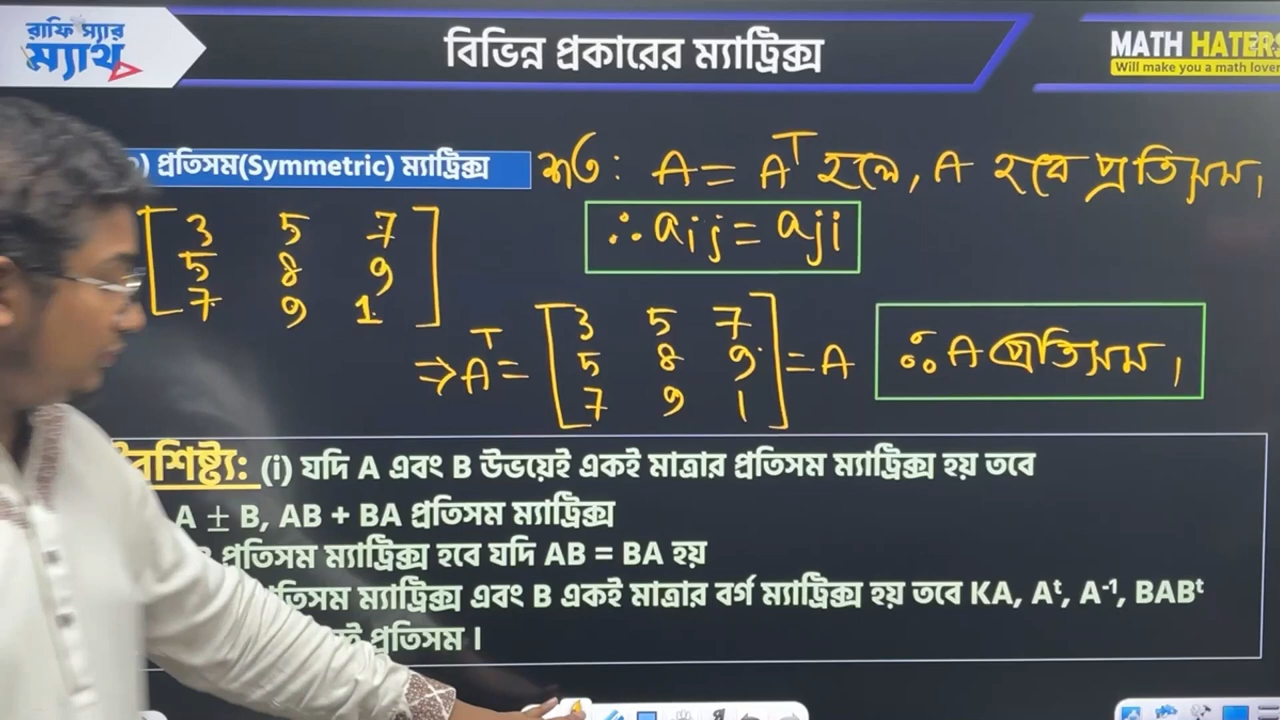 রাফি স্যার
ম্যাথ
বিভিন্ন প্রকারের ম্যাট্রিক্স
MATH HATERS
Will make you a math lover
) প্রতিসম(Symmetric) ম্যাট্রিক্স
শর্ত: A = A^T হলে, A হবে প্রতিসম।
∴ aij = aji
3 5 7
5 8 9
7 9 1
⇒ A^T = [3 5 7
5 8 9
7 9 1] = A
∴ A প্রতিসম।
(i) যদি A এবং B উভয়েই একই মাত্রার প্রতিসম ম্যাট্রিক্স হয় তবে
A ± B, AB + BA প্রতিসম ম্যাট্রিক্স
প্রতিসম ম্যাট্রিক্স হবে যদি AB = BA হয়
ম্যাট্রিক্স এবং B একই মাত্রার বর্গ ম্যাট্রিক্স হয় তবে KA, Aᵗ, A⁻¹, BABᵗ
প্রতিসম ।